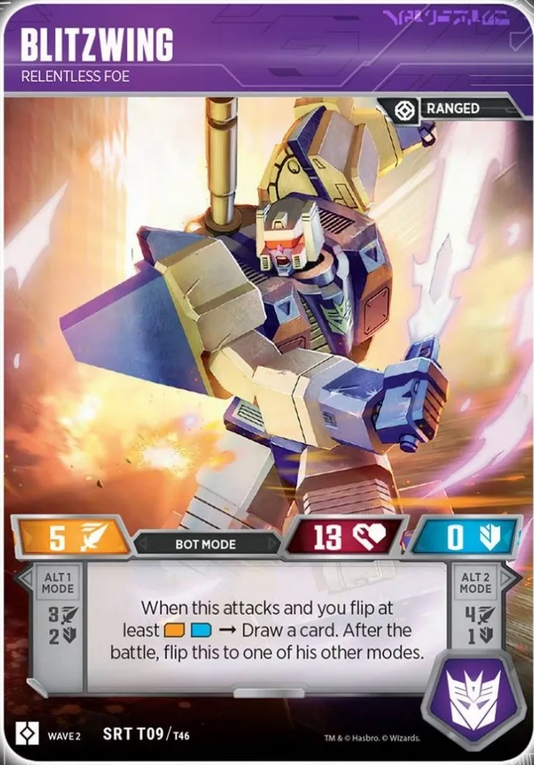 BLITZWING
RELENTLESS FOE
RANGED
5
BOT MODE
13
0
ALT 1
MODE
3
2
When this attacks and you flip at
least → Draw a card. After the
battle, flip this to one of his other modes.
ALT 2
MODE
4
1
WAVE 2
SRT T09/T46
TM & © Hasbro. © Wizards.